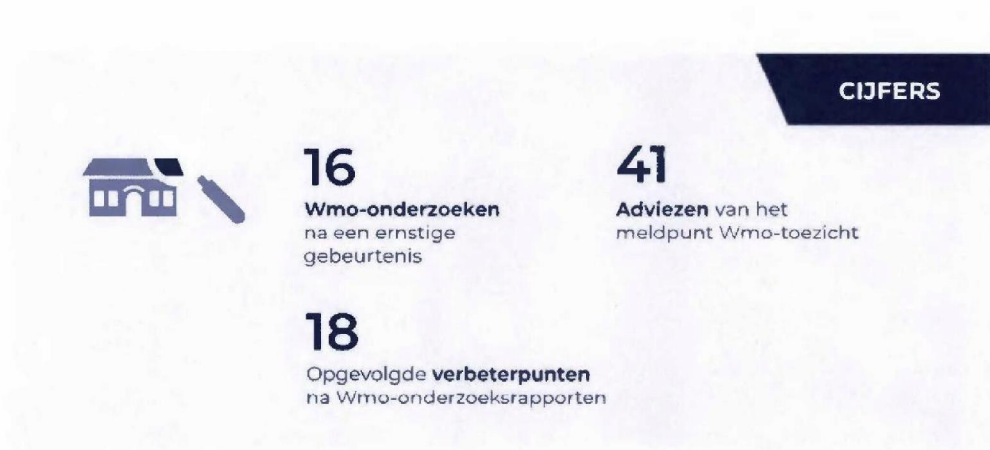 CIJFERS
16
Wmo-onderzoeken
na een ernstige
gebeurtenis
41
Adviezen van het
meldpunt Wmo-toezicht
18
Opgevolgde verbeterpunten
na Wmo-onderzoeksrapporten